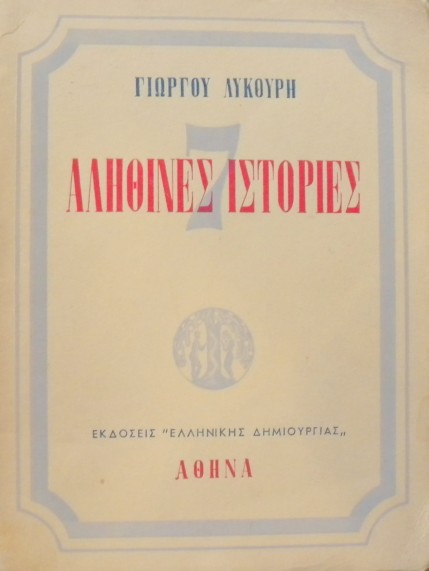 ΓΙΩΡΓΟΥ ΛΥΚΟΥΡΗ
7
ΑΛΗΘΙΝΕΣ ΙΣΤΟΡΙΕΣ
ΕΚΔΟΣΕΙΣ "ΕΛΛΗΝΙΚΗΣ ΔΗΜΙΟΥΡΓΙΑΣ„
ΑΘΗΝΑ